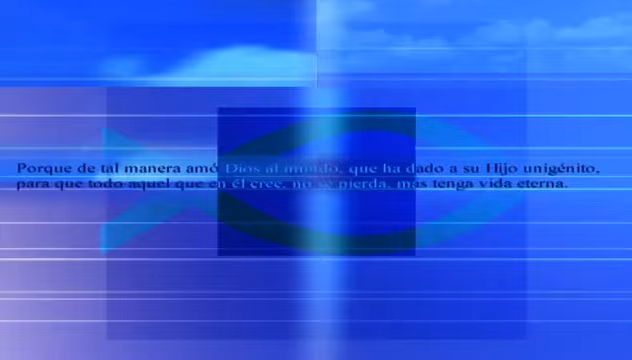 Porque de tal manera amó Dios al mundo, que ha dado a su Hijo unigénito,
para que todo aquel que en él cree, no se pierda, mas tenga vida eterna.